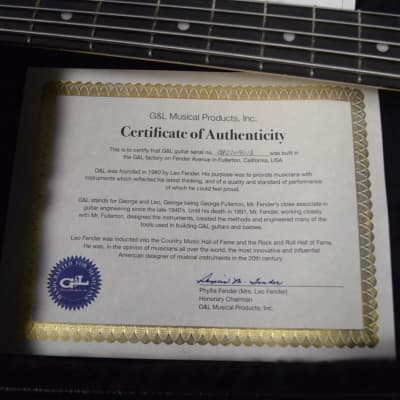 G&L Musical Products, Inc.
Certificate of Authenticity
This is to certify that G&L guitar serial no. was built in
the G&L factory on Fender Avenue in Fullerton, California, USA
G&L was founded in 1980 by Leo Fender. His purpose was to provide musicians with
instruments which reflected his latest thinking, and of a quality and standard of performance
of which he could feel proud.
G&L stands for George and Leo, George being George Fullerton, Mr. Fender's close associate in
guitar engineering since the late 1940's. Until his death in 1991, Mr. Fender, working closely
with Mr. Fullerton, designed the instruments, created the methods and engineered many of the
tools used in building G&L guitars and basses.
Leo Fender was inducted into the Country Music Hall of Fame and the Rock and Roll Hall of Fame.
He was, in the opinion of musicians all over the world, the most innovative and influential
American designer of musical instruments in the 20th century.
G&L
Phyllis Fender (Mrs. Leo Fender)
Honorary Chairman
G&L Musical Products, Inc.